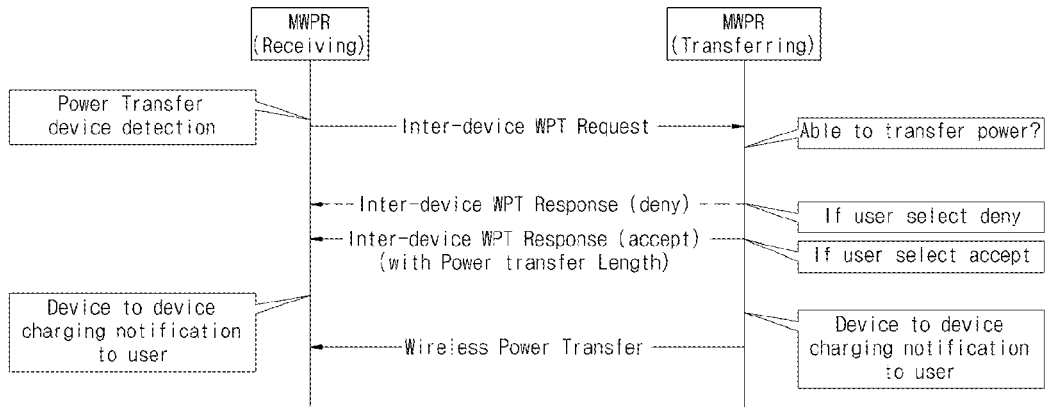 MWPR
(Receiving)
MWPR
(Transferring)
Power Transfer
device detection
Inter-device WPT Request
Able to transfer power?
Inter-device WPT Response (deny)
If user select deny
Inter-device WPT Response (accept)
(with Power transfer Length)
If user select accept
Device to device
charging notification
to user
Device to device
charging notification
to user
Wireless Power Transfer